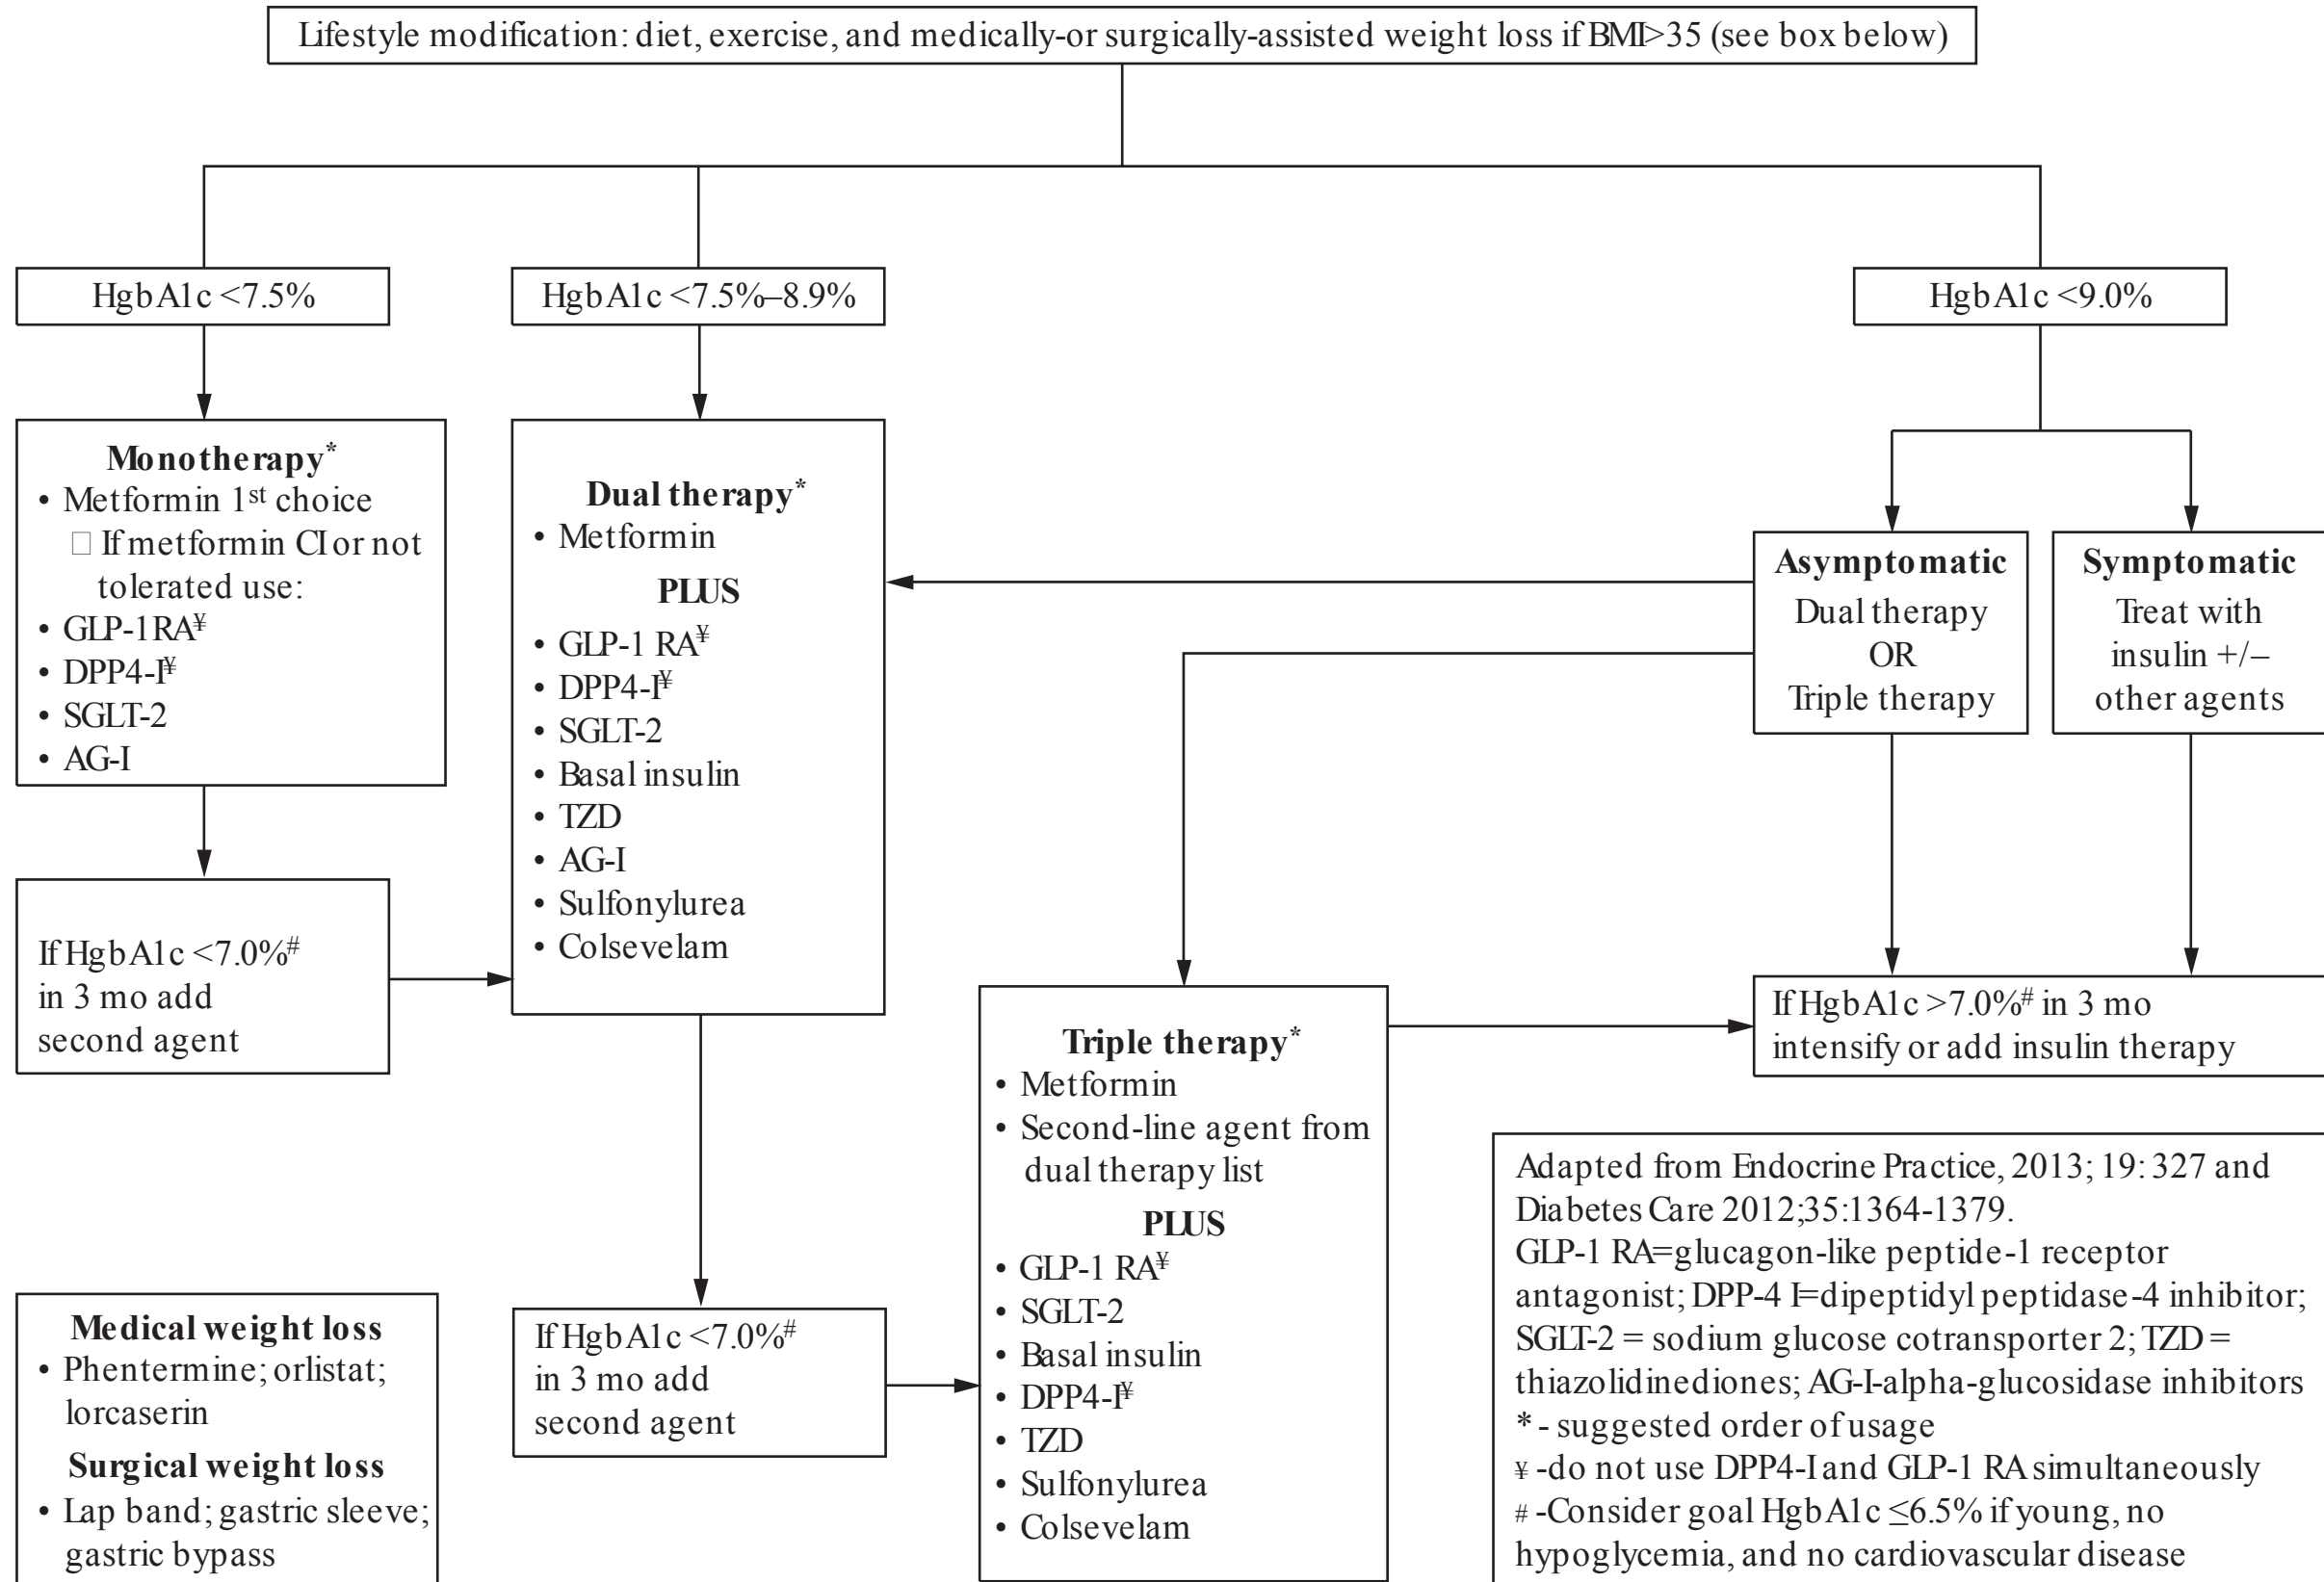 Lifestyle modification: diet, exercise, and medically-or surgically-assisted weight loss if BMI>35 (see box below)
HgbA1c <7.5%
HgbA1c <7.5%–8.9%
HgbA1c <9.0%
Monotherapy*
• Metformin 1st choice
□ If metformin CI or not
tolerated use:
• GLP-1RA¥
• DPP4-I¥
• SGLT-2
• AG-I
If HgbA1c <7.0%#
in 3 mo add
second agent
Dual therapy*
• Metformin
PLUS
• GLP-1 RA¥
• DPP4-I¥
• SGLT-2
• Basal insulin
• TZD
• AG-I
• Sulfonylurea
• Colsevelam
If HgbA1c <7.0%#
in 3 mo add
second agent
Asymptomatic
Dual therapy
OR
Triple therapy
Symptomatic
Treat with
insulin +/–
other agents
Triple therapy*
• Metformin
• Second-line agent from
dual therapy list
PLUS
• GLP-1 RA¥
• SGLT-2
• Basal insulin
• DPP4-I¥
• TZD
• Sulfonylurea
• Colsevelam
If HgbA1c >7.0%# in 3 mo
intensify or add insulin therapy
Medical weight loss
• Phentermine; orlistat;
lorcaserin
Surgical weight loss
• Lap band; gastric sleeve;
gastric bypass
Adapted from Endocrine Practice, 2013; 19: 327 and
Diabetes Care 2012;35:1364-1379.
GLP-1 RA=glucagon-like peptide-1 receptor
antagonist; DPP-4 I=dipeptidyl peptidase-4 inhibitor;
SGLT-2 = sodium glucose cotransporter 2; TZD =
thiazolidinediones; AG-I-alpha-glucosidase inhibitors
* - suggested order of usage
¥ -do not use DPP4-I and GLP-1 RA simultaneously
# -Consider goal HgbA1c ≤6.5% if young, no
hypoglycemia, and no cardiovascular disease